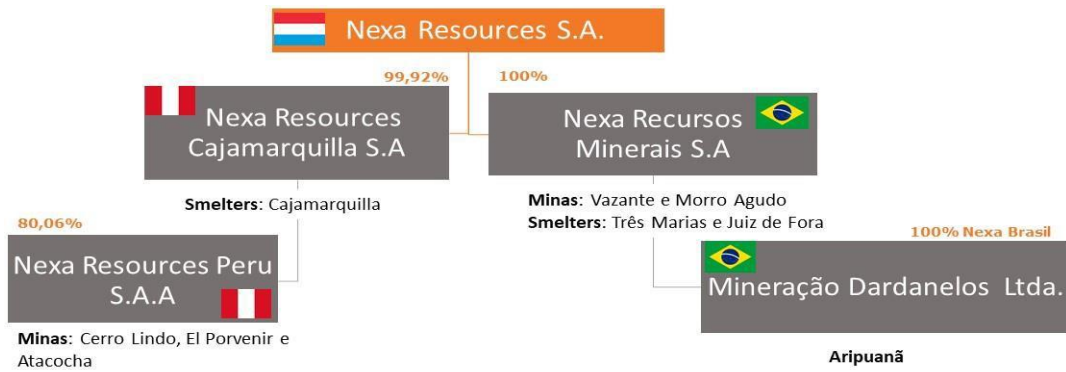 Nexa Resources S.A.
99,92%
100%
Nexa Resources
Cajamarquilla S.A
Nexa Recursos
Minerais S.A
Smelters: Cajamarquilla
Minas: Vazante e Morro Agudo
Smelters: Três Marias e Juiz de Fora
80,06%
100% Nexa Brasil
Nexa Resources Peru
S.A.A
Mineração Dardanelos Ltda.
Minas: Cerro Lindo, El Porvenir e
Atacocha
Aripuanã